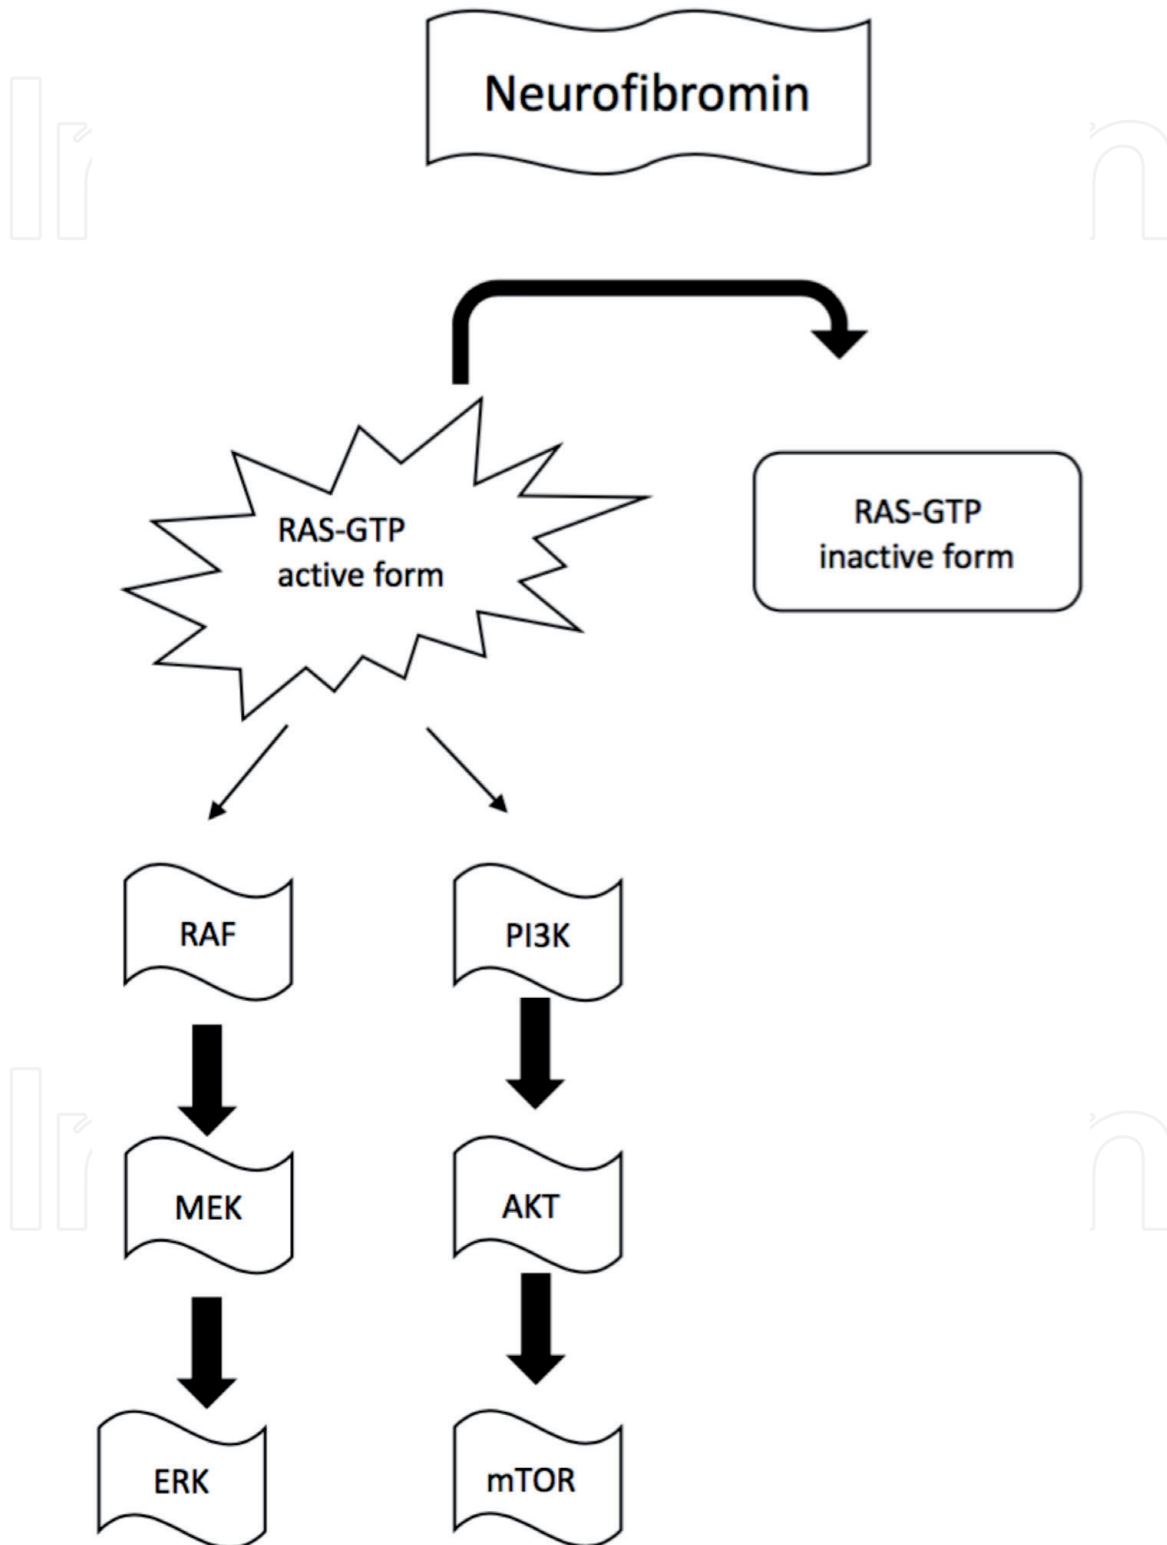 Neurofibromin
RAS-GTP
active form
RAS-GTP
inactive form
RAF
PI3K
MEK
AKT
ERK
mTOR